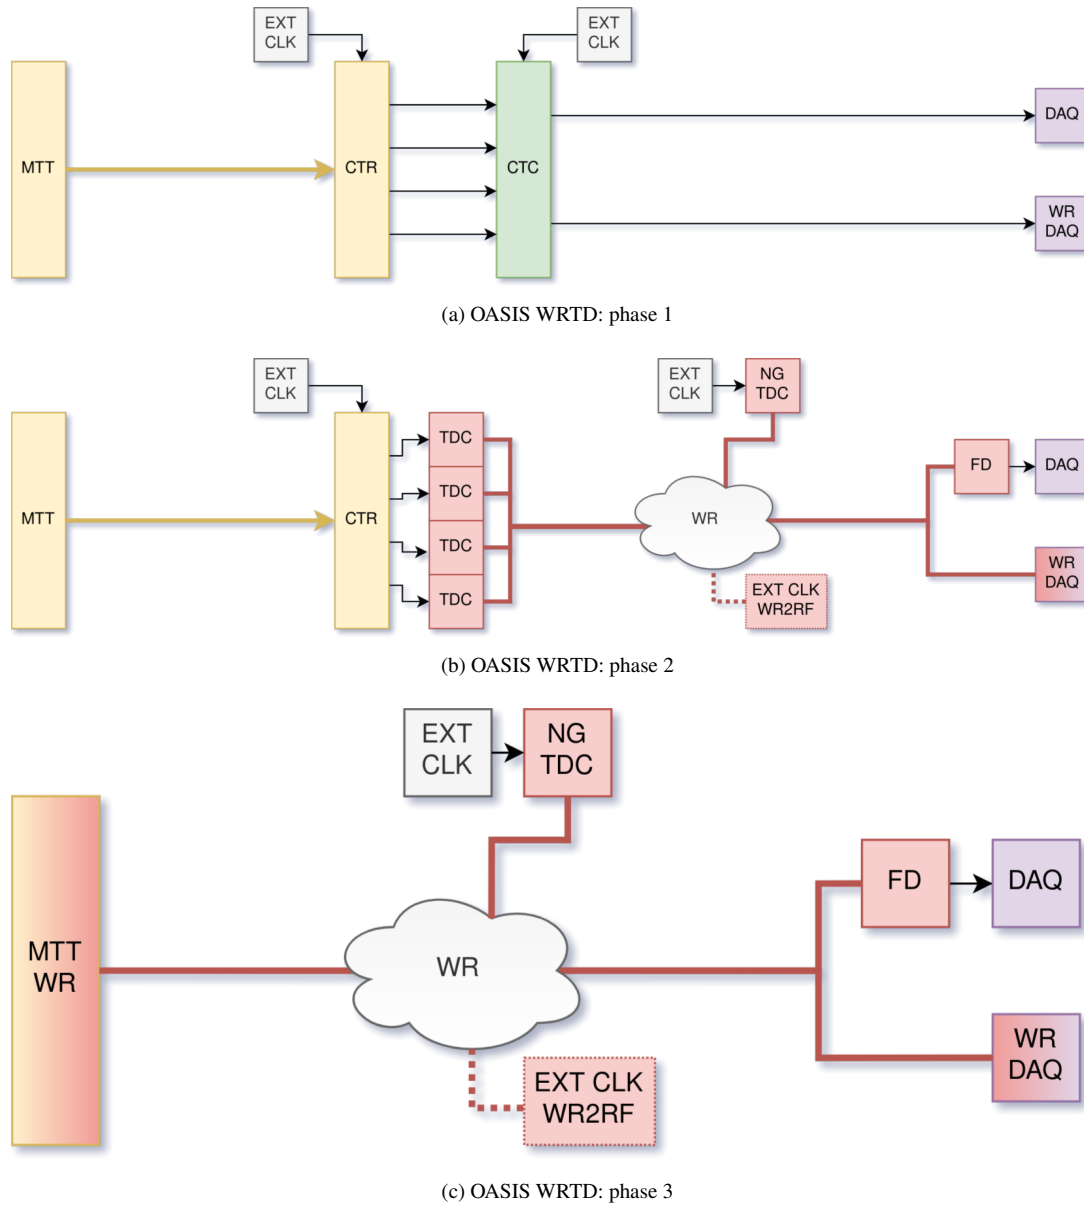 EXT
CLK
EXT
CLK
MTT
CTR
CTC
DAQ
WR
DAQ
(a) OASIS WRTD: phase 1
EXT
CLK
EXT
CLK
NG
TDC
MTT
CTR
TDC
TDC
TDC
TDC
WR
FD
DAQ
WR
DAQ
EXT CLK
WR2RF
(b) OASIS WRTD: phase 2
EXT
CLK
NG
TDC
MTT
WR
WR
FD
DAQ
WR
DAQ
EXT CLK
WR2RF
(c) OASIS WRTD: phase 3